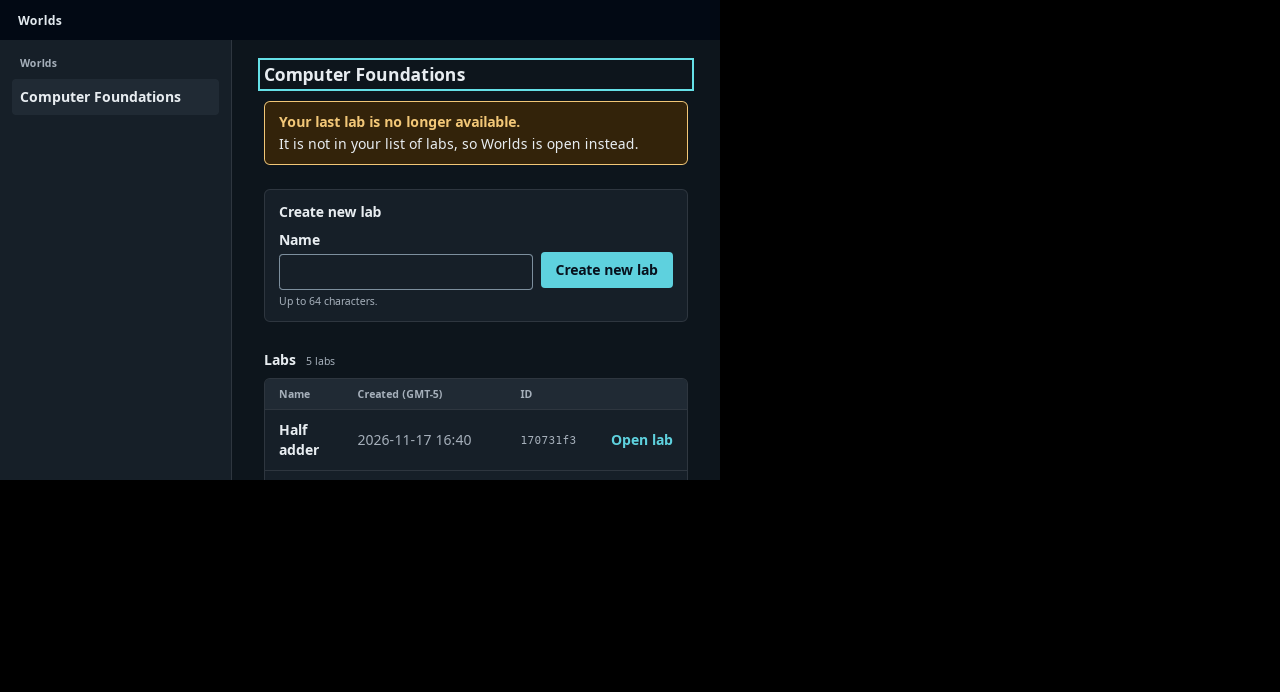 Worlds
Worlds
Computer Foundations
Computer Foundations
Your last lab is no longer available.
It is not in your list of labs, so Worlds is open instead.
Create new lab
Name
Create new lab
Up to 64 characters.
Labs 5 labs
Name Created (GMT-5) ID
Half adder 2026-11-17 16:40 170731f3 Open lab